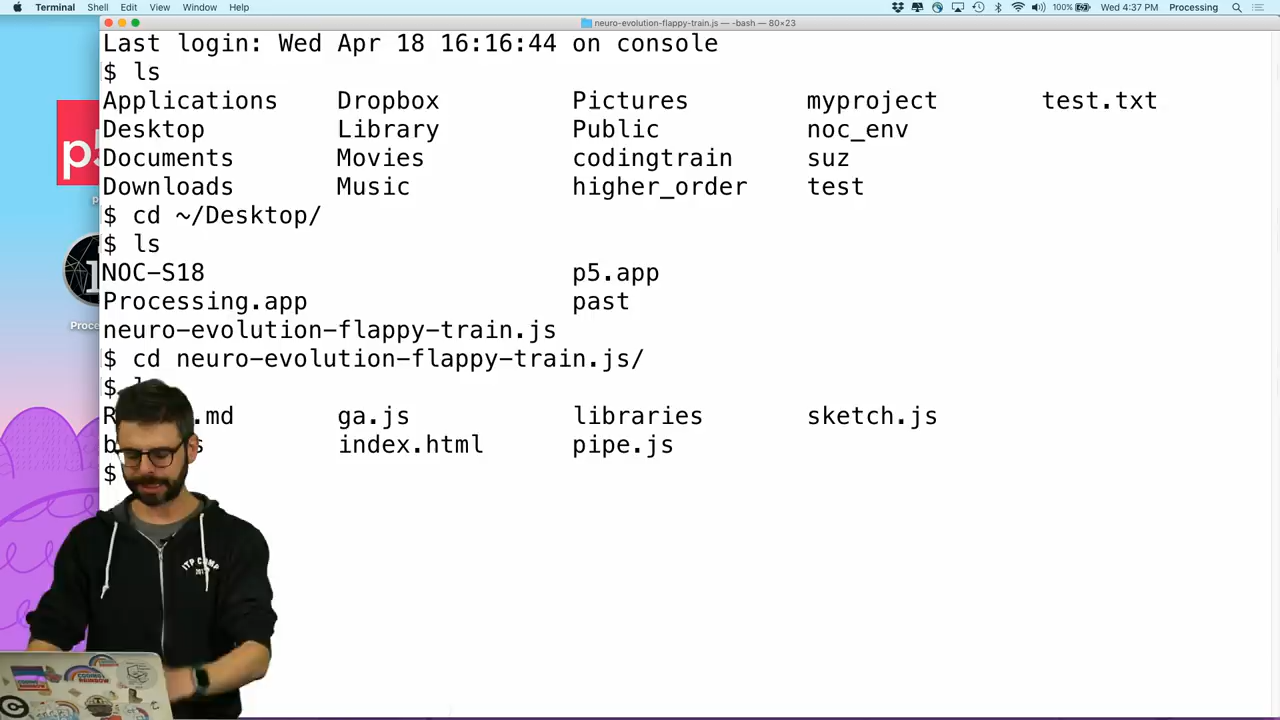 Terminal Shell Edit View Window Help 100% Wed 4:37 PM Processing
neuro-evolution-flappy-train.js — -bash — 80×23
Last login: Wed Apr 18 16:16:44 on console
$ ls
Applications Dropbox Pictures myproject test.txt
Desktop Library Public noc_env
Documents Movies codingtrain suz
Downloads Music higher_order test
$ cd ~/Desktop/
$ ls
NOC-S18 p5.app
Processing.app past
neuro-evolution-flappy-train.js
$ cd neuro-evolution-flappy-train.js/
$
.md ga.js libraries sketch.js
index.html pipe.js
$
p5
ITP CAMP